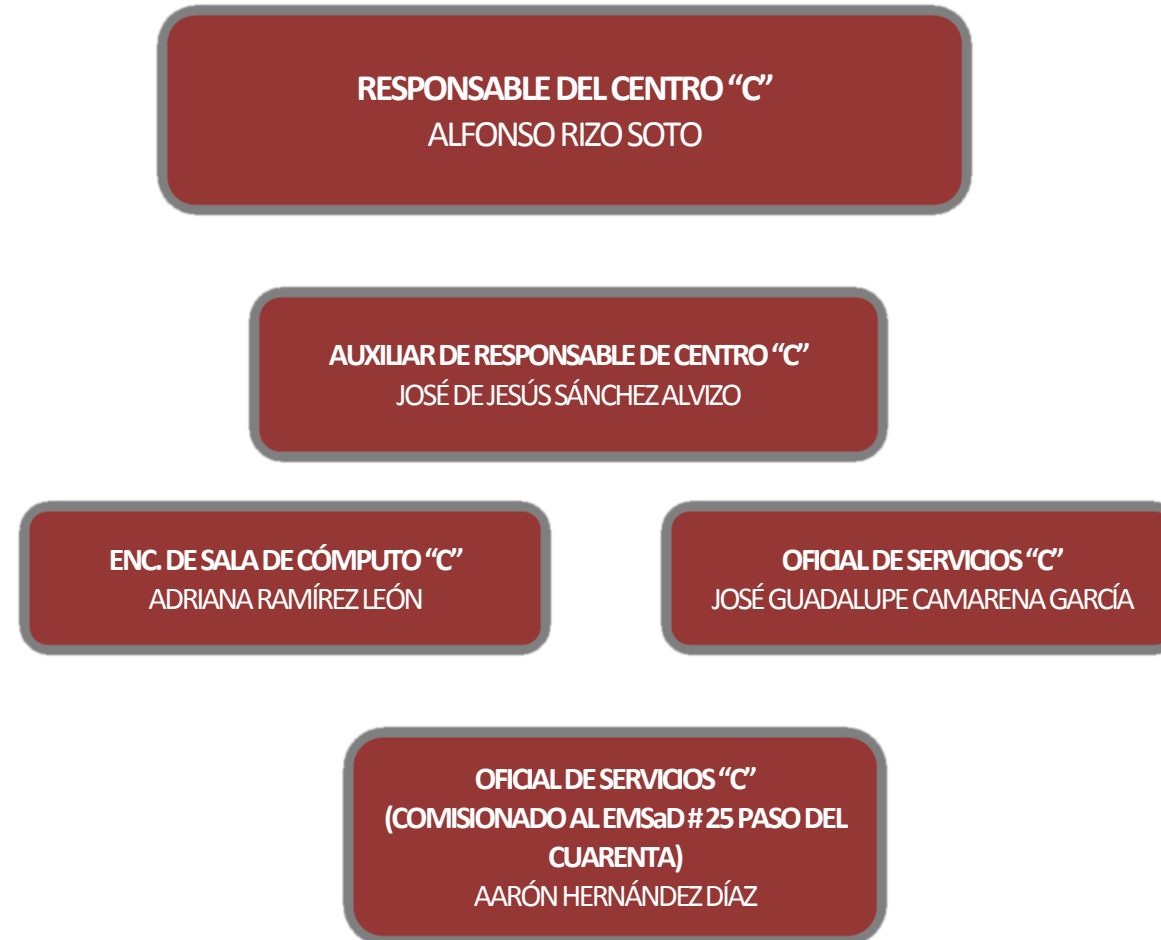 RESPONSABLE DEL CENTRO “C”
ALFONSO RIZO SOTO
AUXILIAR DE RESPONSABLE DE CENTRO “C”
JOSÉ DE JESÚS SÁNCHEZ ALVIZO
ENC. DE SALA DE CÓMPUTO “C”
ADRIANA RAMÍREZ LEÓN
OFICIAL DE SERVICIOS “C”
JOSÉ GUADALUPE CAMARENA GARCÍA
OFICIAL DE SERVICIOS “C”
(COMISIONADO AL EMSaD # 25 PASO DEL
CUARENTA)
AARÓN HERNÁNDEZ DÍAZ